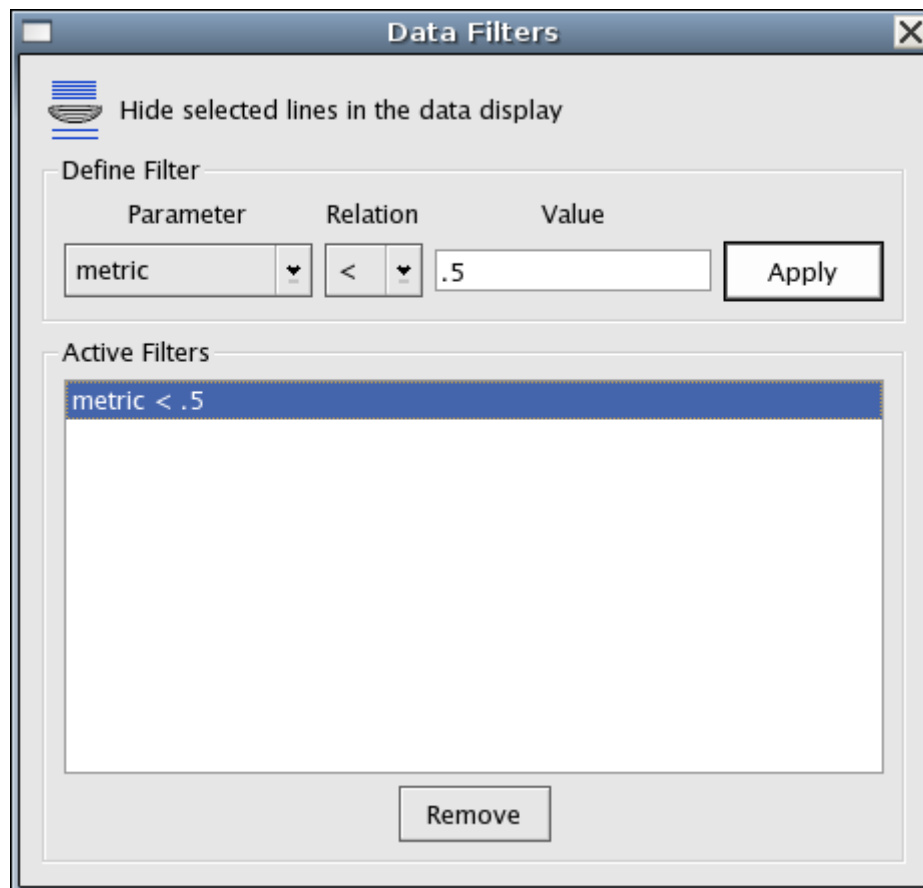 Data Filters
Hide selected lines in the data display
Define Filter
Parameter Relation Value
metric < .5 Apply
Active Filters
metric < .5
Remove